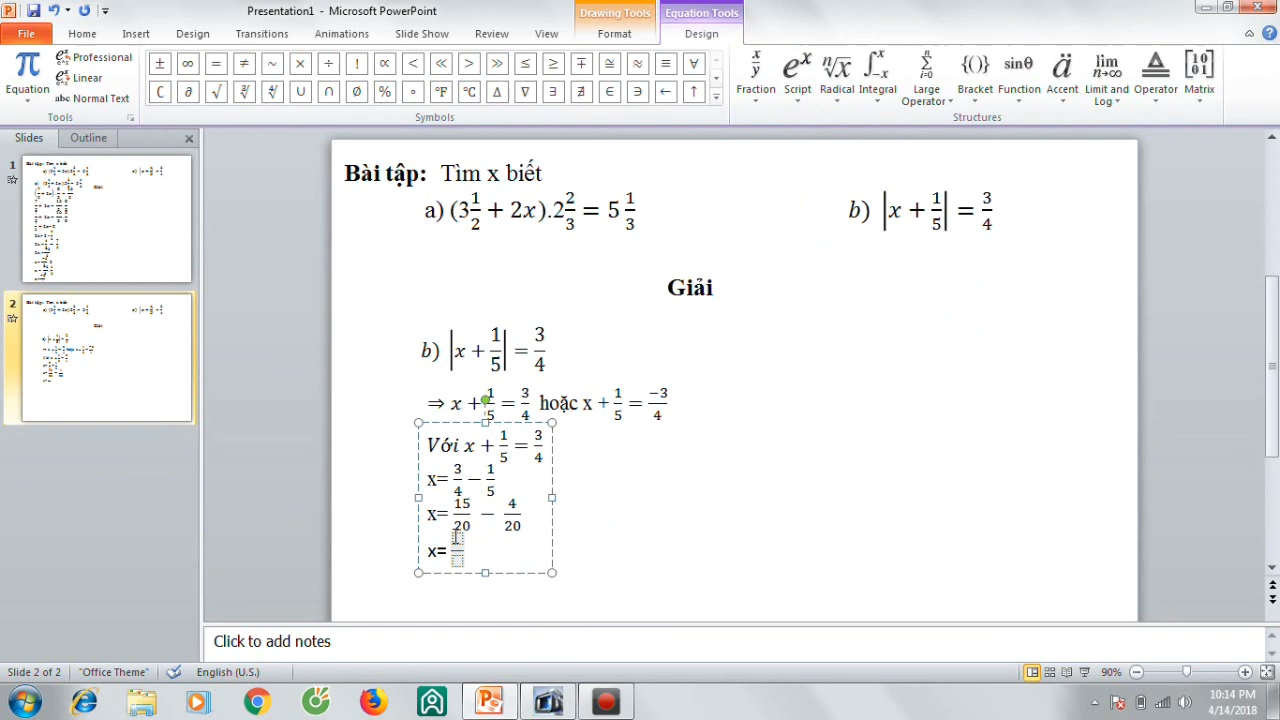 Presentation1 - Microsoft PowerPoint
Drawing Tools
Equation Tools
File Home Insert Design Transitions Animations Slide Show Review View Format Design
π Equation
Professional
Linear
abc Normal Text
Tools
± ∞ = ≠ ~ × ÷ ! ∝ < ≪ > ≫ ≤ ≥ ∓ ≅ ≈ ≡ ∀
∁ ∂ √ ∛ ∜ ∪ ∩ ∅ % ° °F °C ∆ ∇ ∃ ∄ ∈ ∋ ← ↑
Symbols
Fraction Script Radical Integral Large Operator Bracket Function Accent Limit and Log Operator Matrix
Structures
Slides Outline
1
2
Bài tập: Tìm x biết
a) (3 1/2 + 2x).2 2/3 = 5 1/3
b) |x + 1/5| = 3/4
Giải
b) |x + 1/5| = 3/4
⇒ x + 1/5 = 3/4 hoặc x + 1/5 = −3/4
Với x + 1/5 = 3/4
x= 3/4 − 1/5
x= 15/20 − 4/20
x=
Click to add notes
Slide 2 of 2 "Office Theme" English (U.S.) 90%
10:14 PM
4/14/2018